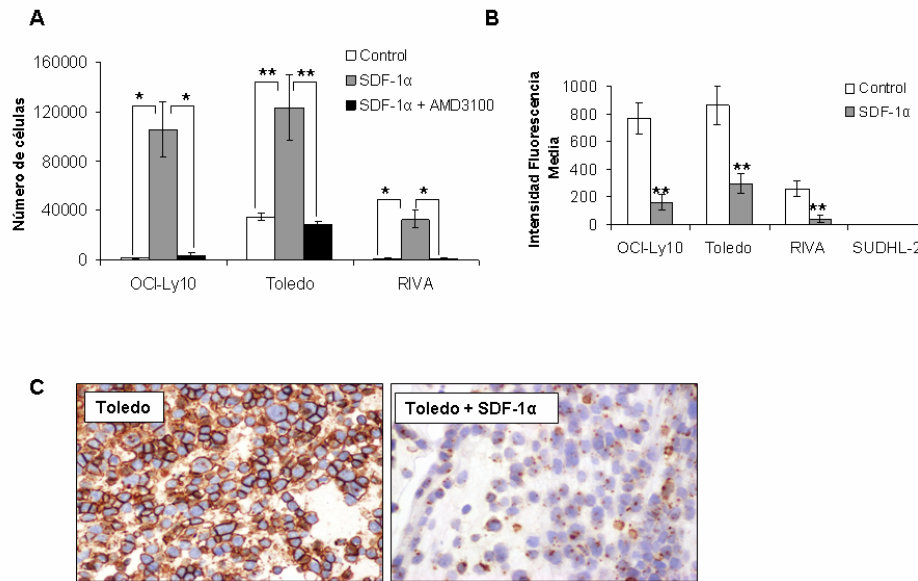 A
Número de células
160000
120000
80000
40000
0
* *
** **
* *
OCI-Ly10 Toledo RIVA
Control
SDF-1α
SDF-1α + AMD3100
B
Intensidad Fluorescencia
Media
1000
800
600
400
200
0
**
**
**
OCI-Ly10 Toledo RIVA SUDHL-2
Control
SDF-1α
C
Toledo
Toledo + SDF-1α